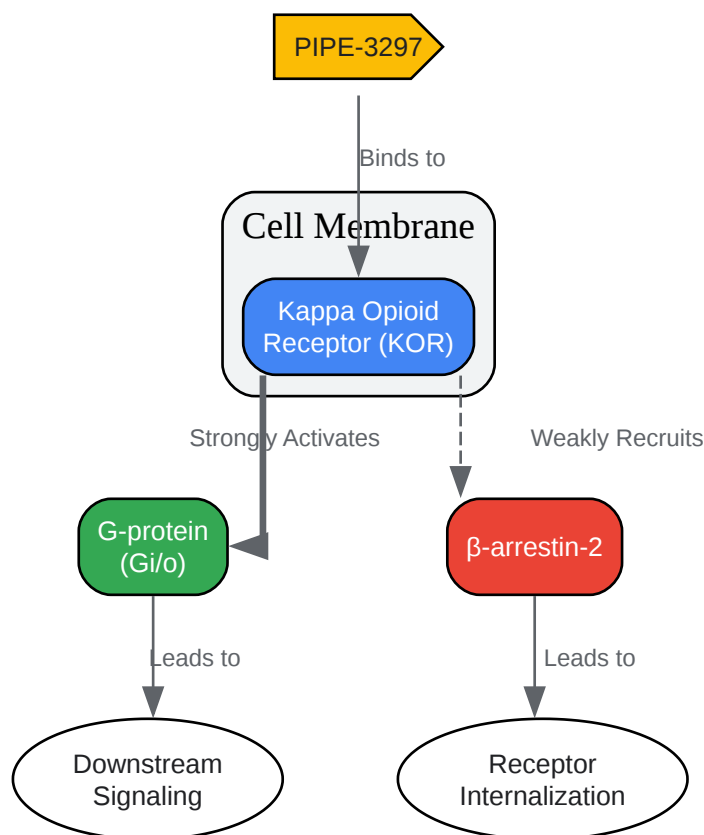 PIPE-3297
Binds to
Cell Membrane
Kappa Opioid
Receptor (KOR)
Strongly Activates
Weakly Recruits
G-protein
(Gi/o)
β-arrestin-2
Leads to
Leads to
Downstream
Signaling
Receptor
Internalization